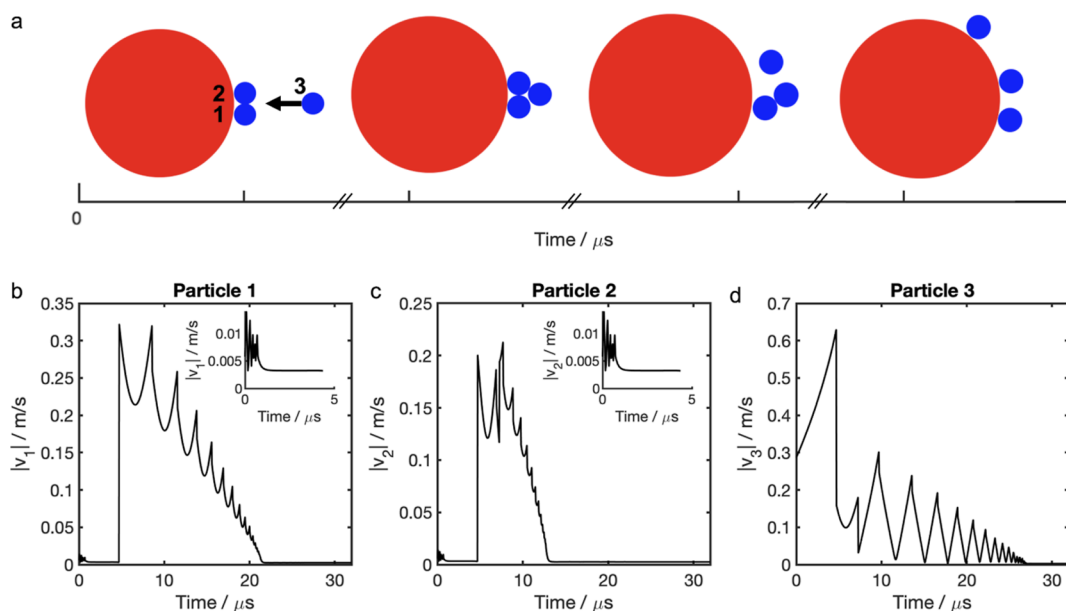 a
2
1
3
0
Time / μs
b
Particle 1
0.35
0.3
0.25
0.2
0.15
0.1
0.05
0
0 10 20 30
|v₁| / m/s
Time / μs
0.01
0.005
0
0 5
|v₁| / m/s
Time / μs
c
Particle 2
0.25
0.2
0.15
0.1
0.05
0
0 10 20 30
|v₂| / m/s
Time / μs
0.01
0.005
0
0 5
|v₂| / m/s
Time / μs
d
Particle 3
0.7
0.6
0.5
0.4
0.3
0.2
0.1
0
0 10 20 30
|v₃| / m/s
Time / μs